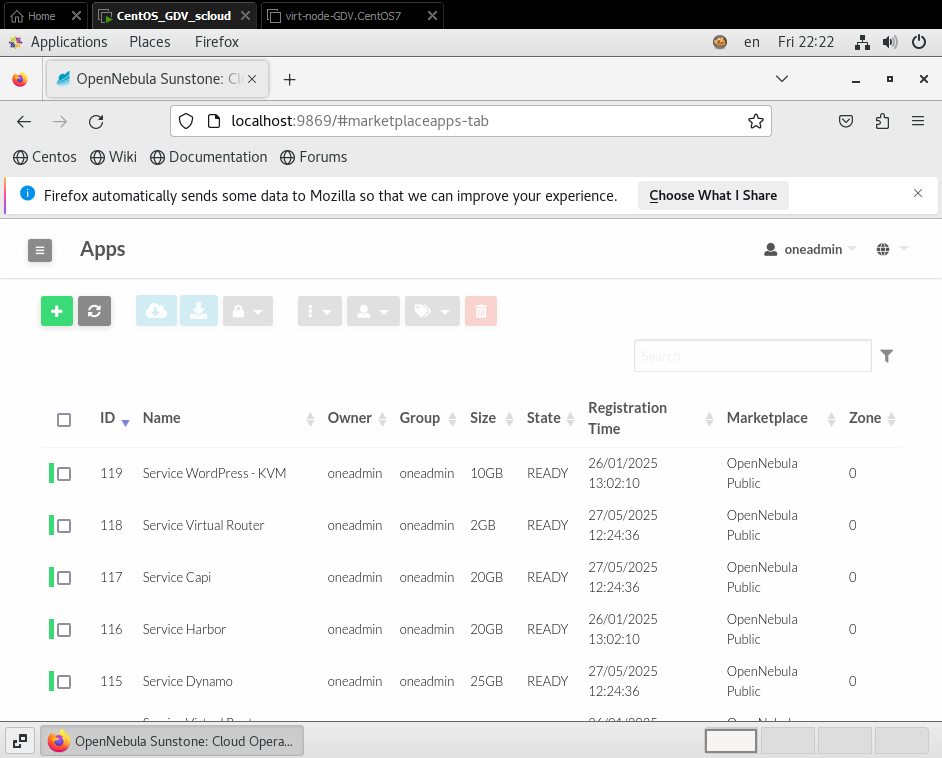 Home
CentOS_GDV_scloud
virt-node-GDV.CentOS7
Applications Places Firefox en Fri 22:22
OpenNebula Sunstone: Cl
localhost:9869/#marketplaceapps-tab
Centos Wiki Documentation Forums
Firefox automatically sends some data to Mozilla so that we can improve your experience. Choose What I Share
Apps oneadmin
Search
ID Name Owner Group Size State Registration Time Marketplace Zone
119 Service WordPress - KVM oneadmin oneadmin 10GB READY 26/01/2025 13:02:10 OpenNebula Public 0
118 Service Virtual Router oneadmin oneadmin 2GB READY 27/05/2025 12:24:36 OpenNebula Public 0
117 Service Capi oneadmin oneadmin 20GB READY 27/05/2025 12:24:36 OpenNebula Public 0
116 Service Harbor oneadmin oneadmin 20GB READY 26/01/2025 13:02:10 OpenNebula Public 0
115 Service Dynamo oneadmin oneadmin 25GB READY 27/05/2025 12:24:36 OpenNebula Public 0
OpenNebula Sunstone: Cloud Opera...